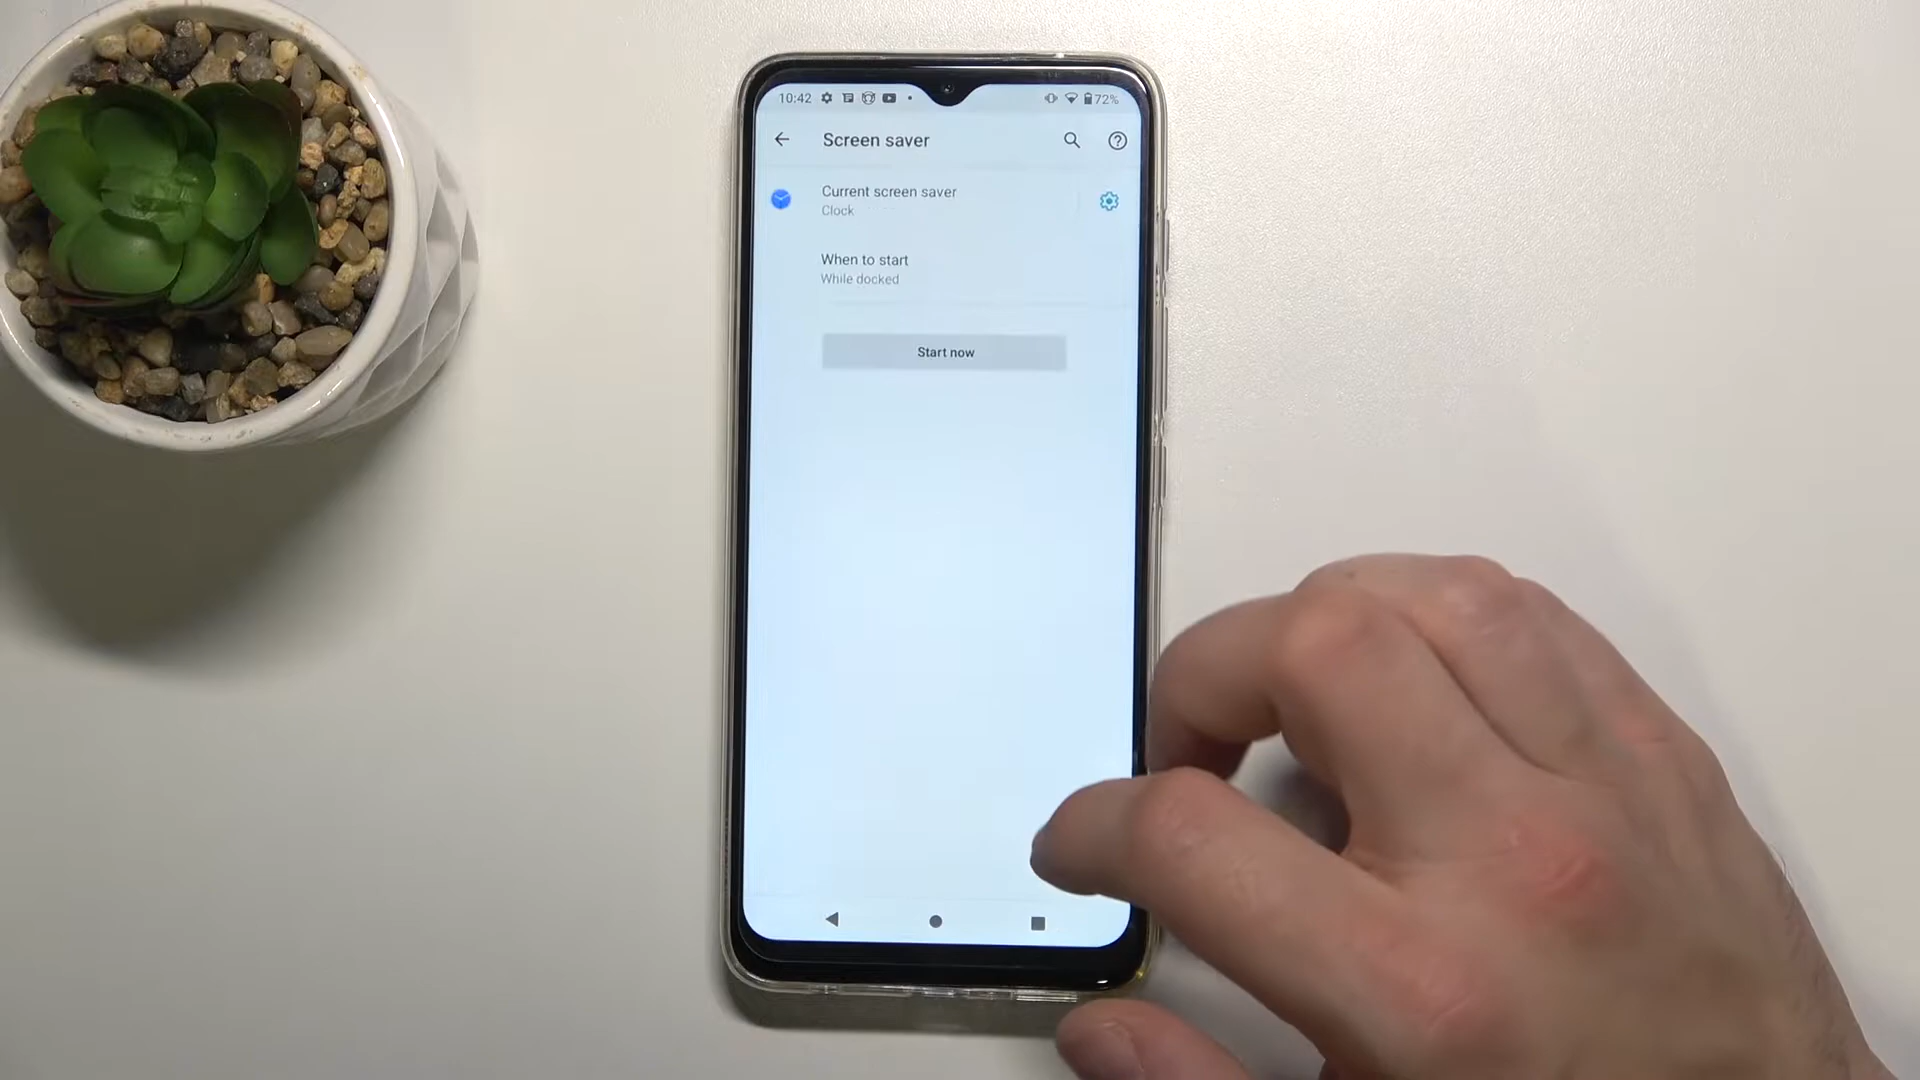 10:42
72%
Screen saver
Current screen saver
Clock
When to start
While docked
Start now